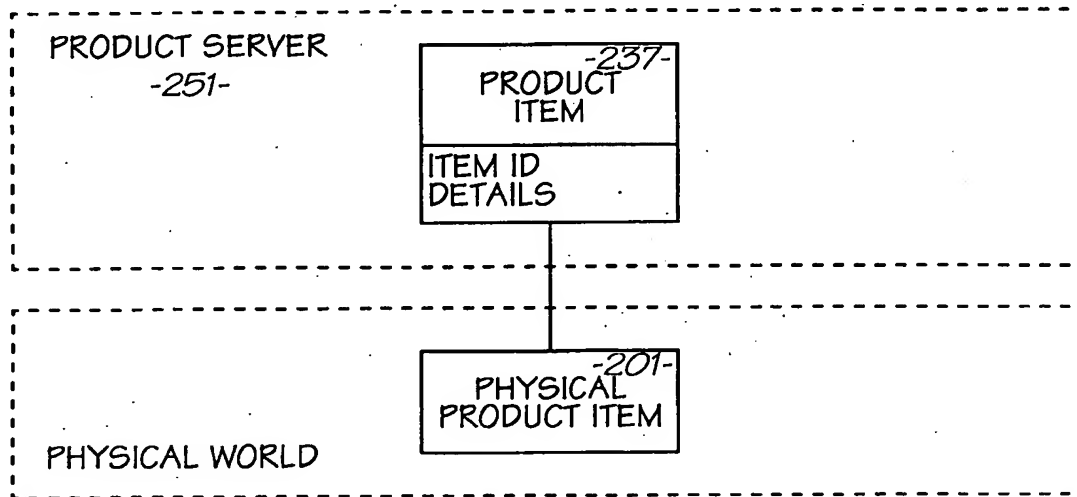 PRODUCT SERVER
-251-
-237-
PRODUCT
ITEM
ITEM ID
DETAILS
-201-
PHYSICAL
PRODUCT ITEM
PHYSICAL WORLD